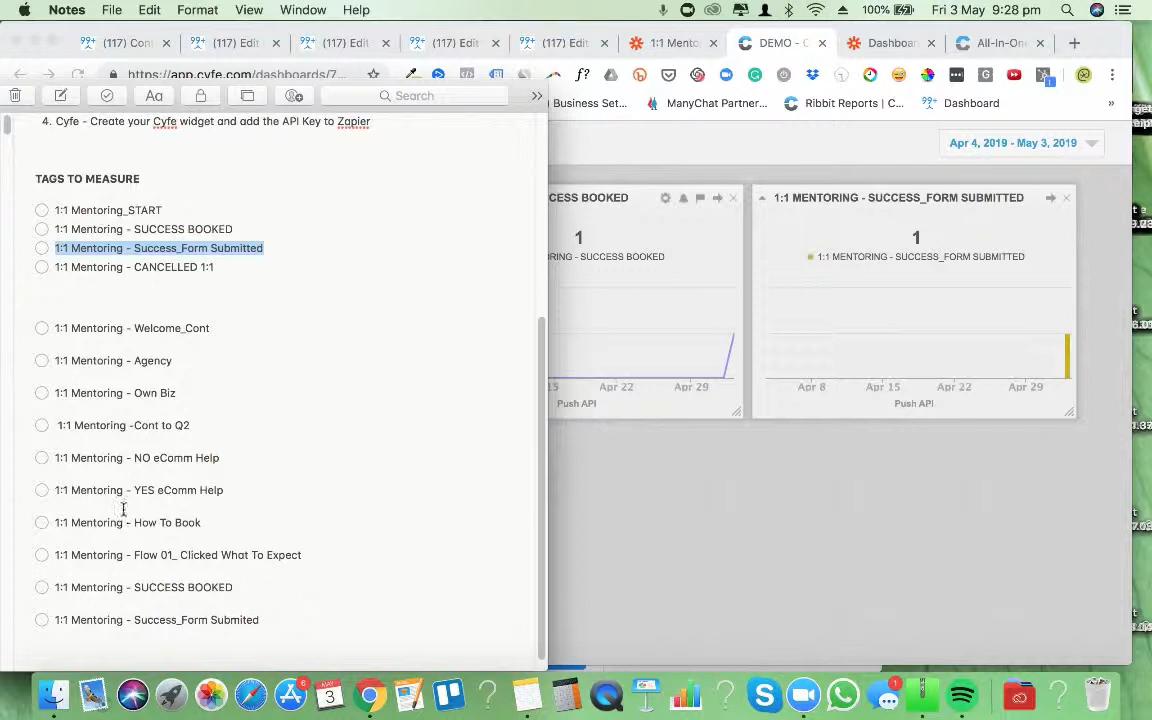 Notes File Edit Format View Window Help 100% Fri 3 May 9:28 pm
(117) Con (117) Edit (117) Edit (117) Edit (117) Edit 1:1 Mento DEMO - C Dashboar All-In-One
https://app.cyfe.com/dashboards/7...
Aa Search
Business Set... ManyChat Partner... Ribbit Reports | C... 99+ Dashboard
4. Cyfe - Create your Cyfe widget and add the API Key to Zapier
Apr 4, 2019 - May 3, 2019
TAGS TO MEASURE
1:1 Mentoring_START
1:1 Mentoring - SUCCESS BOOKED
1:1 Mentoring - Success_Form Submitted
1:1 Mentoring - CANCELLED 1:1
1:1 Mentoring - Welcome_Cont
1:1 Mentoring - Agency
1:1 Mentoring - Own Biz
1:1 Mentoring -Cont to Q2
1:1 Mentoring - NO eComm Help
1:1 Mentoring - YES eComm Help
1:1 Mentoring - How To Book
1:1 Mentoring - Flow 01_ Clicked What To Expect
1:1 Mentoring - SUCCESS BOOKED
1:1 Mentoring - Success_Form Submited
CESS BOOKED
1
RING - SUCCESS BOOKED
15 Apr 22 Apr 29
Push API
1:1 MENTORING - SUCCESS_FORM SUBMITTED
1
1:1 MENTORING - SUCCESS_FORM SUBMITTED
Apr 8 Apr 15 Apr 22 Apr 29
Push API